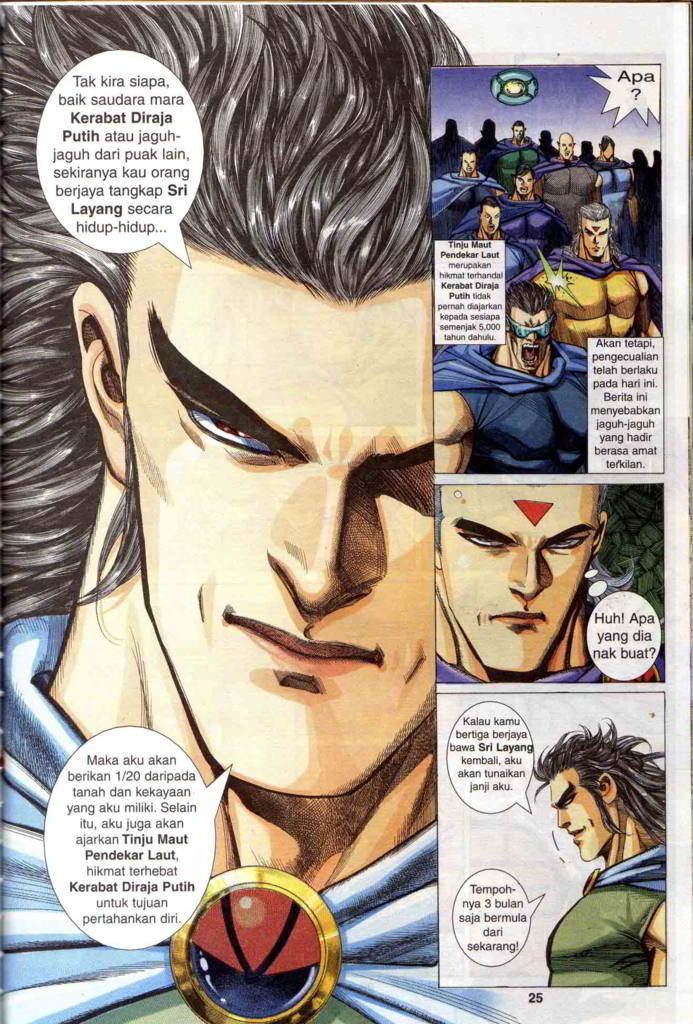 Tak kira siapa,
baik saudara mara
Kerabat Diraja
Putih atau jaguh-
jaguh dari puak lain,
sekiranya kau orang
berjaya tangkap Sri
Layang secara
hidup-hidup...
Maka aku akan
berikan 1/20 daripada
tanah dan kekayaan
yang aku miliki. Selain
itu, aku juga akan
ajarkan Tinju Maut
Pendekar Laut,
hikmat terhebat
Kerabat Diraja Putih
untuk tujuan
pertahankan diri.
Apa
?
Tinju Maut
Pendekar Laut
merupakan
hikmat terhandal
Kerabat Diraja
Putih tidak
pernah diajarkan
kepada sesiapa
semenjak 5,000
tahun dahulu.
Akan tetapi,
pengecualian
telah berlaku
pada hari ini.
Berita ini
menyebabkan
jaguh-jaguh
yang hadir
berasa amat
terkilan.
Huh! Apa
yang dia
nak buat?
Kalau kamu
bertiga berjaya
bawa Sri Layang
kembali, aku
akan tunaikan
janji aku.
Tempoh-
nya 3 bulan
saja bermula
dari
sekarang!
25